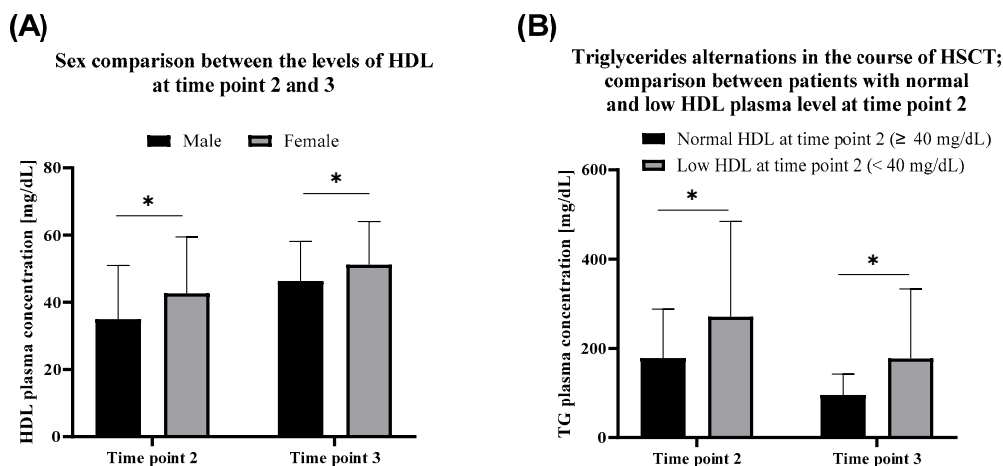 (A)
Sex comparison between the levels of HDL
at time point 2 and 3
Male Female
HDL plasma concentration [mg/dL]
80
60
40
20
0
*
*
Time point 2 Time point 3
(B)
Triglycerides alternations in the course of HSCT;
comparison between patients with normal
and low HDL plasma level at time point 2
Normal HDL at time point 2 (≥ 40 mg/dL)
Low HDL at time point 2 (< 40 mg/dL)
TG plasma concentration [mg/dL]
600
400
200
0
*
*
Time point 2 Time point 3